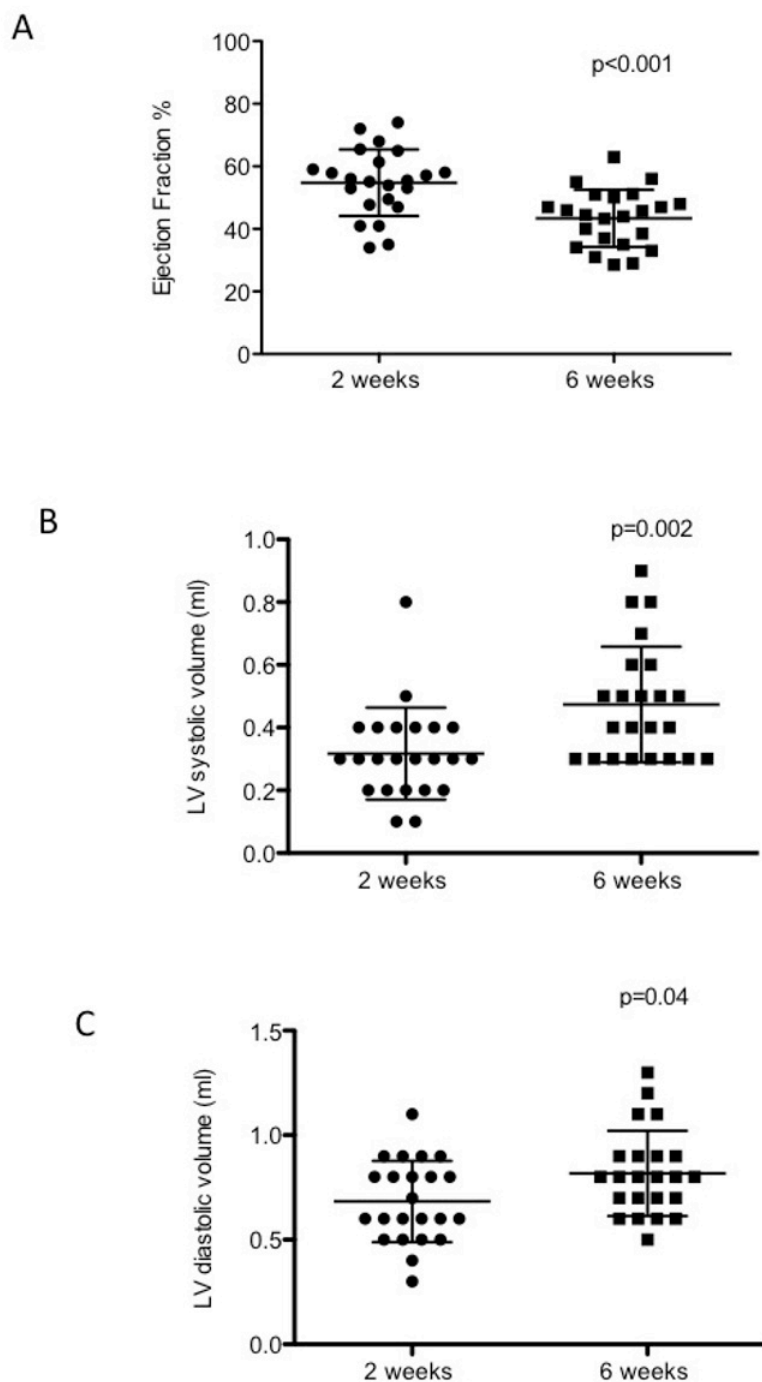 A
p<0.001
Ejection Fraction %
100
80
60
40
20
0
2 weeks
6 weeks
B
p=0.002
LV systolic volume (ml)
1.0
0.8
0.6
0.4
0.2
0.0
2 weeks
6 weeks
C
p=0.04
LV diastolic volume (ml)
1.5
1.0
0.5
0.0
2 weeks
6 weeks